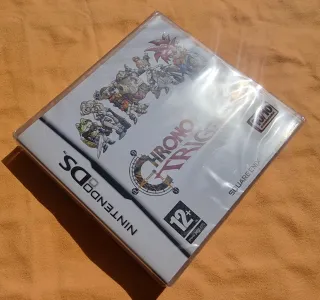 NINTENDO DS
CHRONO
TRIGGER
SQUARE ENIX
12+